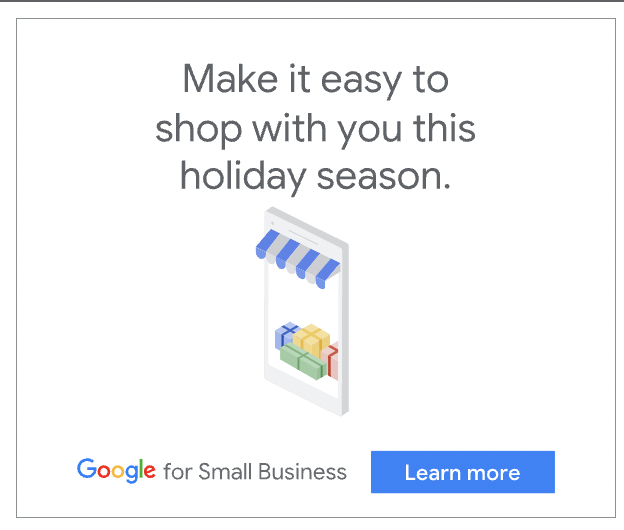 Make it easy to
shop with you this
holiday season.
Google for Small Business
Learn more